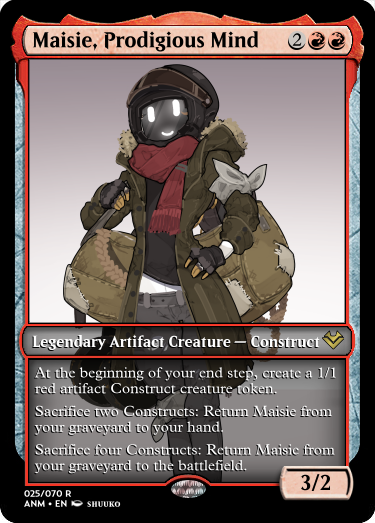 Maisie, Prodigious Mind 2
Legendary Artifact Creature — Construct
At the beginning of your end step, create a 1/1
red artifact Construct creature token.
Sacrifice two Constructs: Return Maisie from
your graveyard to your hand.
Sacrifice four Constructs: Return Maisie from
your graveyard to the battlefield.
3/2
025/070 R
ANM • EN SHUUKO